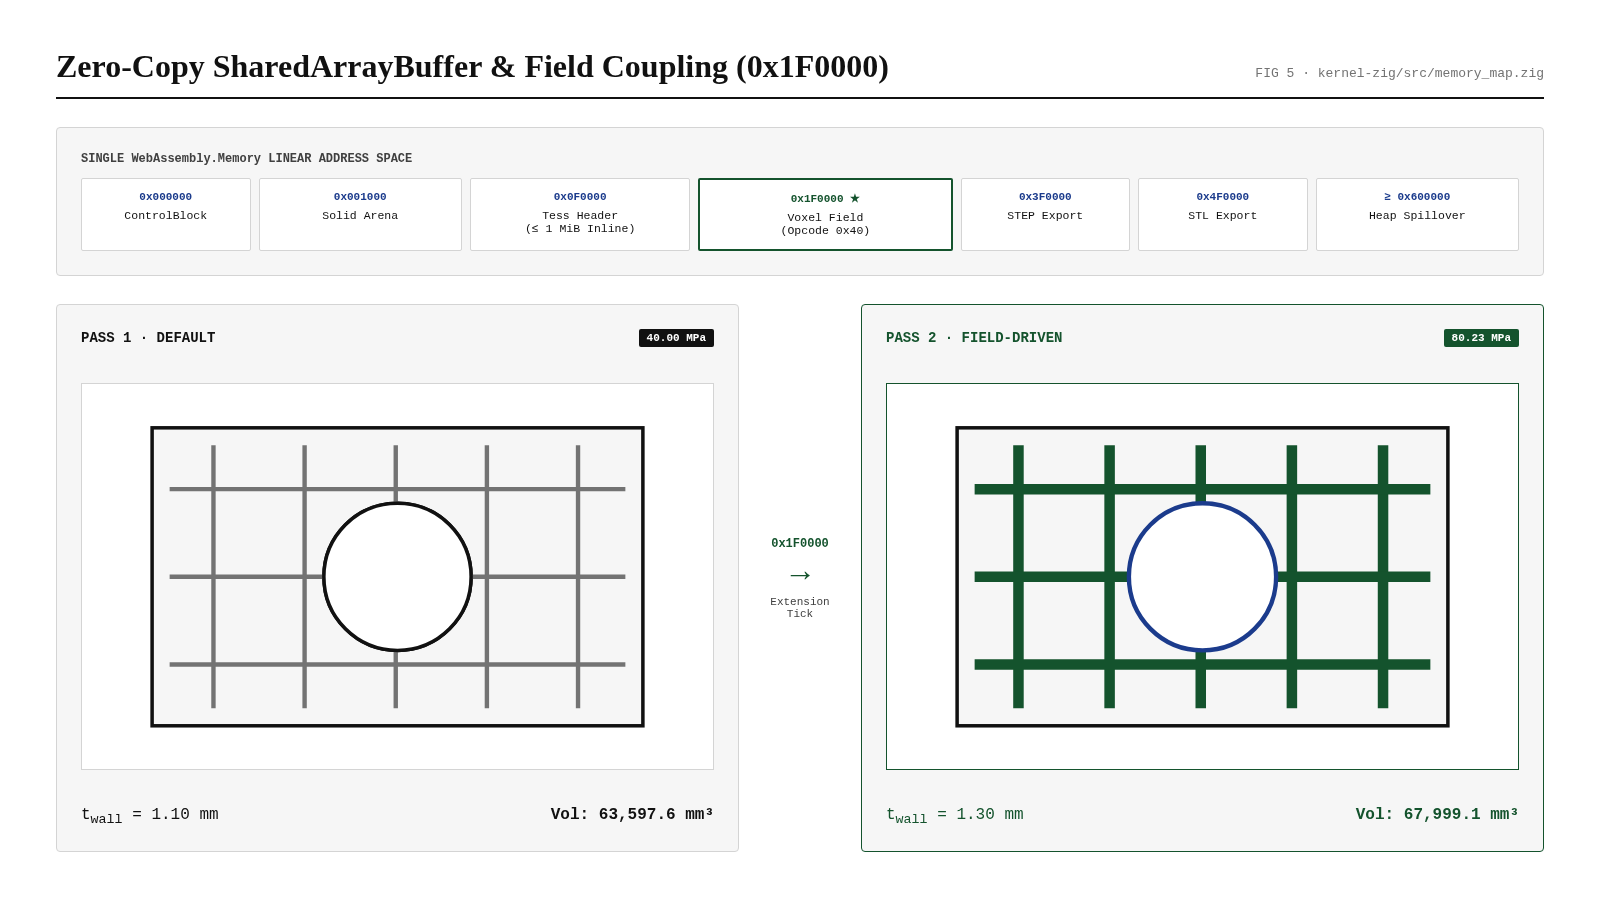 Zero-Copy SharedArrayBuffer & Field Coupling (0x1F0000)
FIG 5 · kernel-zig/src/memory_map.zig
SINGLE WebAssembly.Memory LINEAR ADDRESS SPACE
0x000000
ControlBlock
0x001000
Solid Arena
0x0F0000
Tess Header
(≤ 1 MiB Inline)
0x1F0000 ★
Voxel Field
(Opcode 0x40)
0x3F0000
STEP Export
0x4F0000
STL Export
≥ 0x600000
Heap Spillover
PASS 1 · DEFAULT
40.00 MPa
t_wall = 1.10 mm
Vol: 63,597.6 mm³
0x1F0000
→
Extension
Tick
PASS 2 · FIELD-DRIVEN
80.23 MPa
t_wall = 1.30 mm
Vol: 67,999.1 mm³